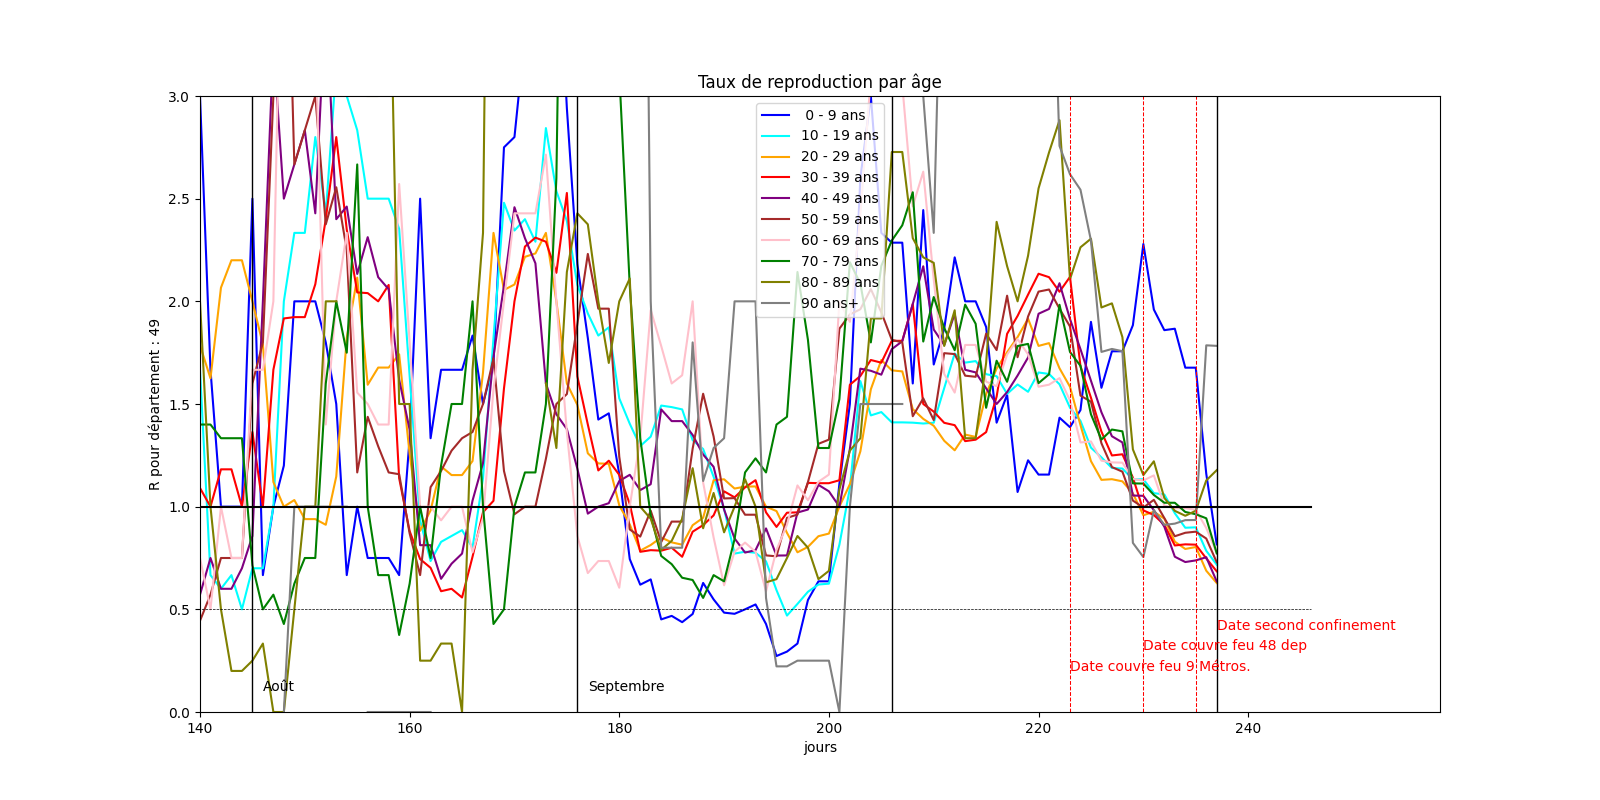 Taux de reproduction par âge
R pour département : 49
3.0
2.5
2.0
1.5
1.0
0.5
0.0
0 - 9 ans
10 - 19 ans
20 - 29 ans
30 - 39 ans
40 - 49 ans
50 - 59 ans
60 - 69 ans
70 - 79 ans
80 - 89 ans
90 ans+
Date second confinement
Date couvre feu 48 dep
Date couvre feu 9 Métros.
Août
Septembre
140
160
180
200
220
240
jours